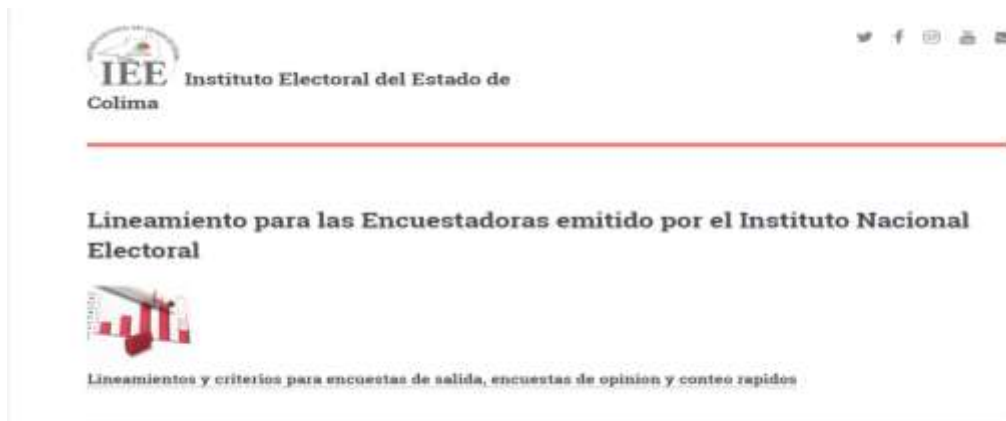 IEE Instituto Electoral del Estado de
Colima
Lineamiento para las Encuestadoras emitido por el Instituto Nacional
Electoral
Lineamientos y criterios para encuestas de salida, encuestas de opinion y conteo rapidos